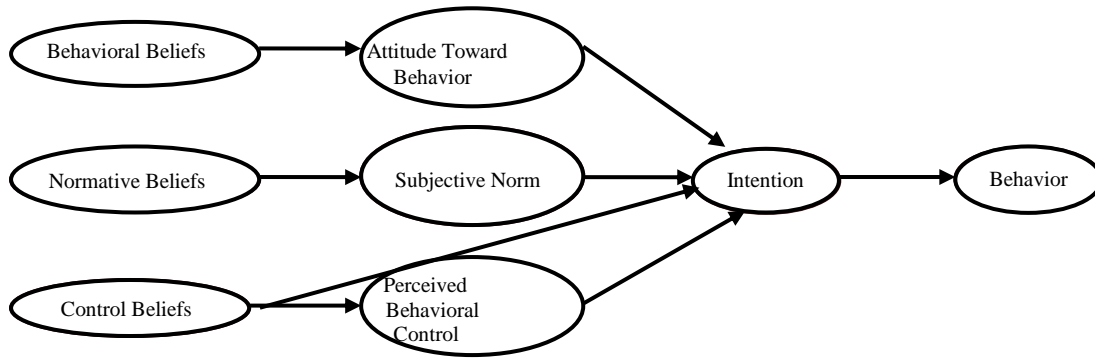 Behavioral Beliefs
Attitude Toward
Behavior
Normative Beliefs
Subjective Norm
Intention
Behavior
Control Beliefs
Perceived
Behavioral
Control